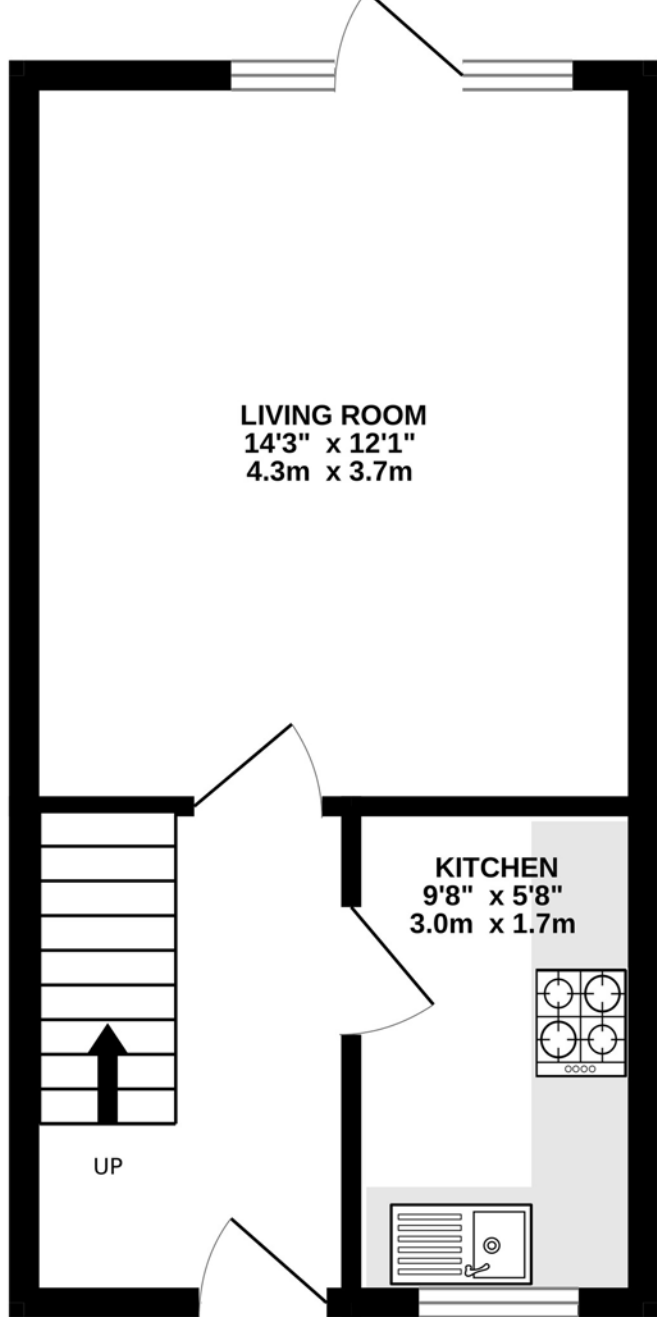 LIVING ROOM
14'3" x 12'1"
4.3m x 3.7m
KITCHEN
9'8" x 5'8"
3.0m x 1.7m
UP